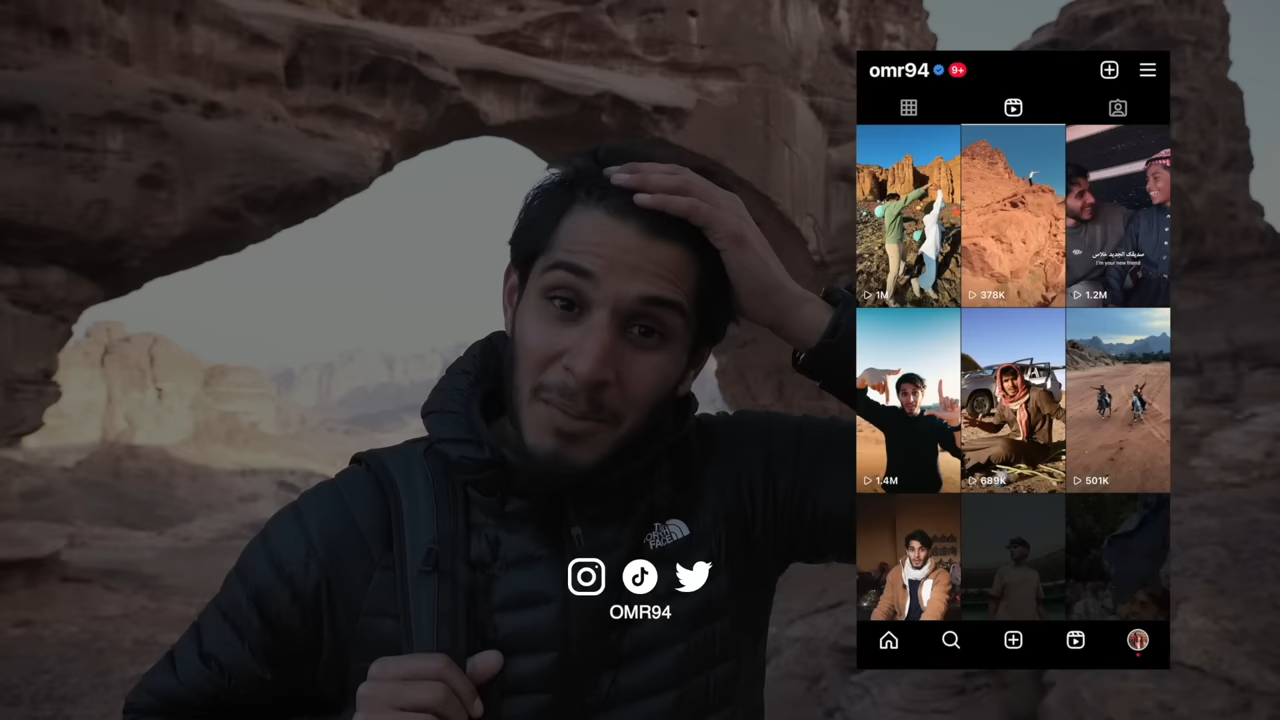 omr94 9+
صديقك الجديد خلاص
I'm your new friend
1M
378K
1.2M
1.4M
689K
501K
THE
NORTH
FACE
OMR94